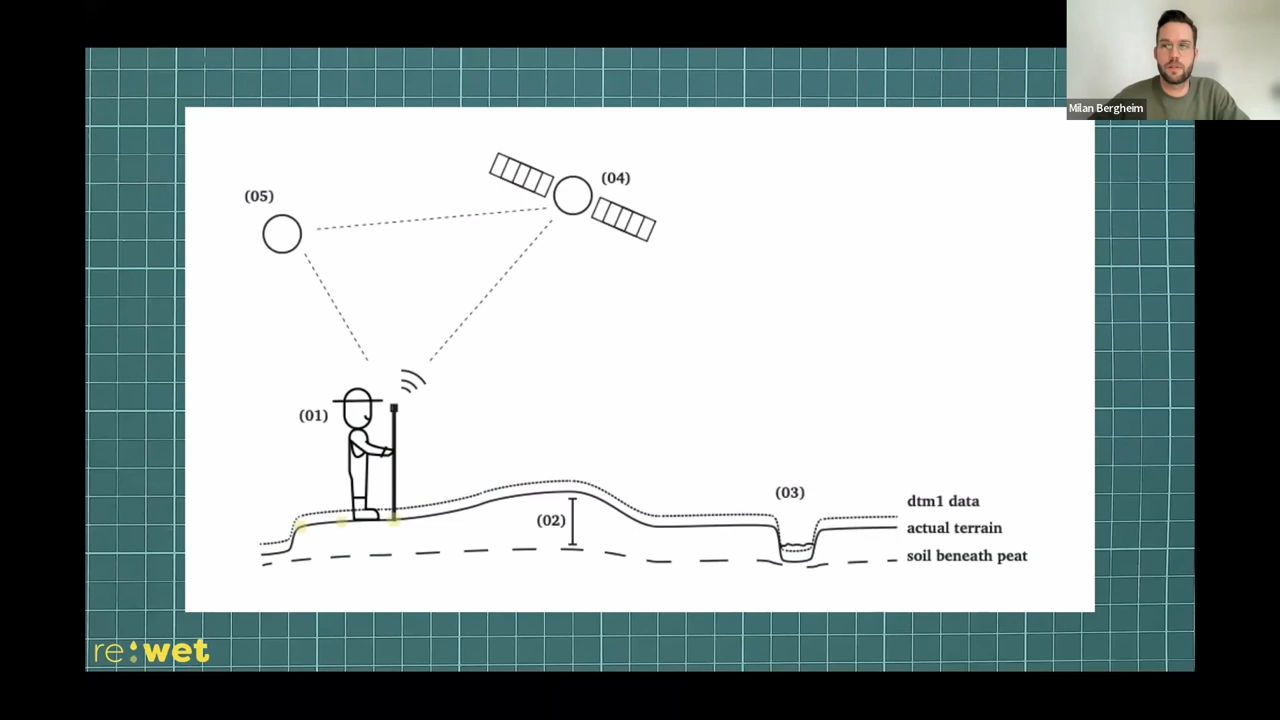 Milan Bergheim
(04)
(05)
(01)
(03)
dtm1 data
(02)
actual terrain
soil beneath peat
re:wet